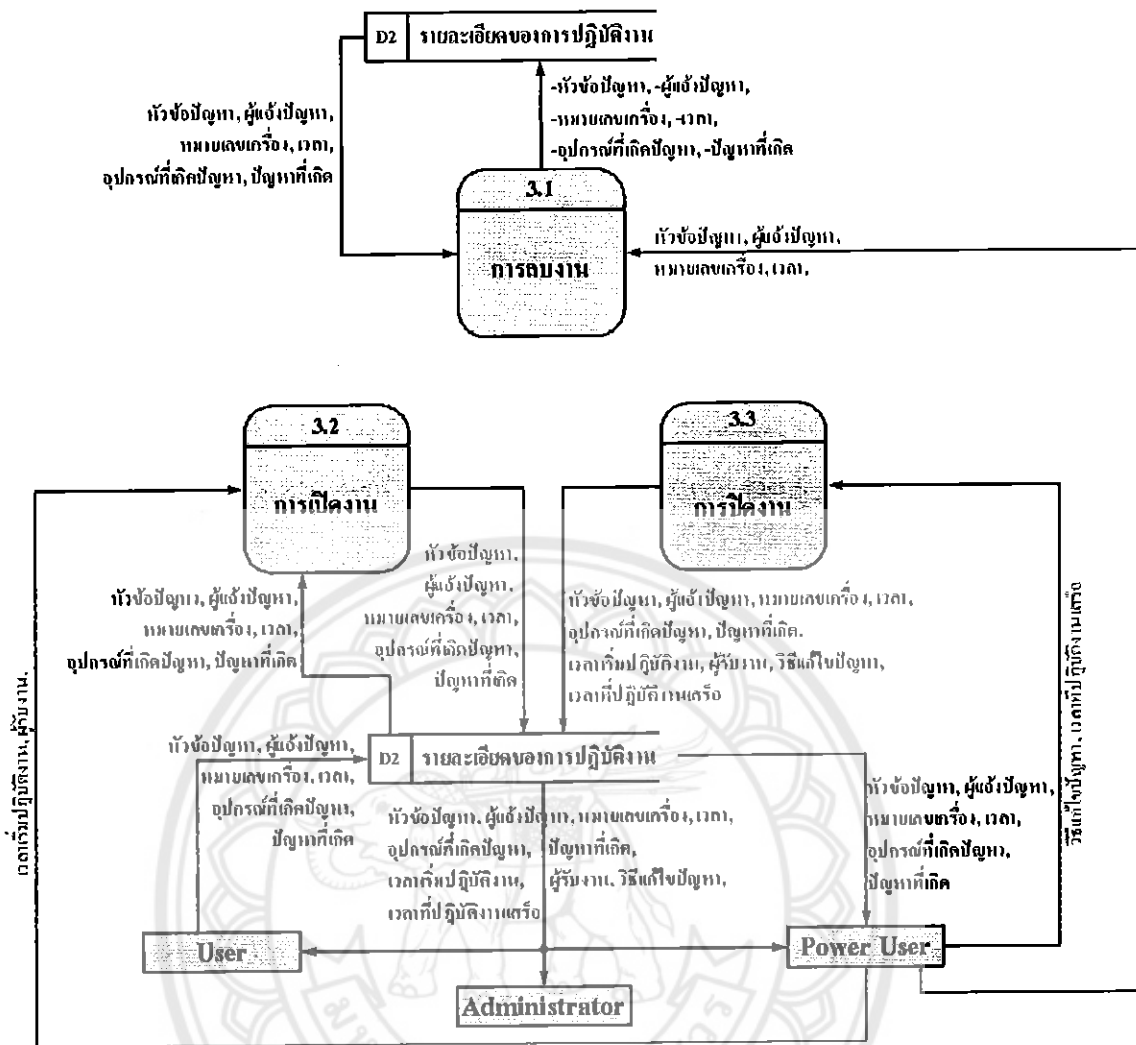 D2 รายละเอียดของการปฏิบัติงาน
หัวข้อปัญหา, ผู้แจ้งปัญหา,
หมายเลขเครื่อง, เวลา,
อุปกรณ์ที่เกิดปัญหา, ปัญหาที่เกิด
-หัวข้อปัญหา, -ผู้แจ้งปัญหา,
-หมายเลขเครื่อง, -เวลา,
-อุปกรณ์ที่เกิดปัญหา, -ปัญหาที่เกิด
3.1
การลบงาน
หัวข้อปัญหา, ผู้แจ้งปัญหา,
หมายเลขเครื่อง, เวลา,
3.2
การเปิดงาน
3.3
การปิดงาน
หัวข้อปัญหา, ผู้แจ้งปัญหา,
หมายเลขเครื่อง, เวลา,
อุปกรณ์ที่เกิดปัญหา, ปัญหาที่เกิด
หัวข้อปัญหา,
ผู้แจ้งปัญหา,
หมายเลขเครื่อง, เวลา,
อุปกรณ์ที่เกิดปัญหา,
ปัญหาที่เกิด
หัวข้อปัญหา, ผู้แจ้งปัญหา, หมายเลขเครื่อง, เวลา,
อุปกรณ์ที่เกิดปัญหา, ปัญหาที่เกิด.
เวลาเริ่มปฏิบัติงาน, ผู้รับงาน, วิธีแก้ไขปัญหา,
เวลาที่ปฏิบัติงานเสร็จ
เวลาเริ่มปฏิบัติงาน, ผู้รับงาน.
วิธีแก้ไขปัญหา, เวลาที่ปฏิบัติงานเสร็จ
D2 รายละเอียดของการปฏิบัติงาน
หัวข้อปัญหา, ผู้แจ้งปัญหา,
หมายเลขเครื่อง, เวลา,
อุปกรณ์ที่เกิดปัญหา,
ปัญหาที่เกิด
หัวข้อปัญหา, ผู้แจ้งปัญหา, หมายเลขเครื่อง, เวลา,
อุปกรณ์ที่เกิดปัญหา, ปัญหาที่เกิด,
เวลาเริ่มปฏิบัติงาน, ผู้รับงาน. วิธีแก้ไขปัญหา,
เวลาที่ปฏิบัติงานเสร็จ
หัวข้อปัญหา, ผู้แจ้งปัญหา,
หมายเลขเครื่อง, เวลา,
อุปกรณ์ที่เกิดปัญหา,
ปัญหาที่เกิด
User
Power User
Administrator